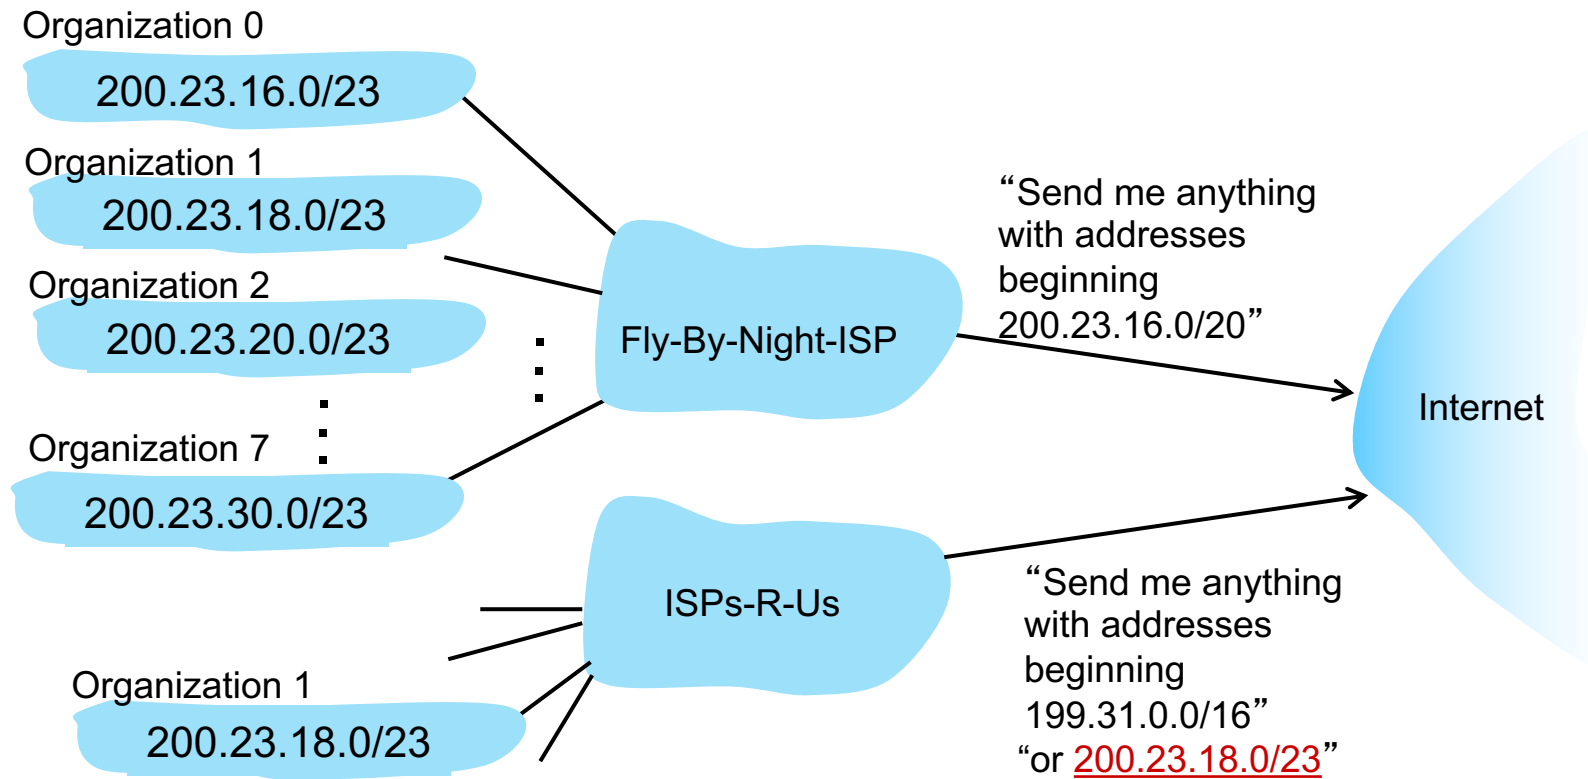 Organization 0
200.23.16.0/23
Organization 1
200.23.18.0/23
Organization 2
200.23.20.0/23
Organization 7
200.23.30.0/23
Fly-By-Night-ISP
“Send me anything
with addresses
beginning
200.23.16.0/20”
Internet
ISPs-R-Us
“Send me anything
with addresses
beginning
199.31.0.0/16”
“or 200.23.18.0/23”
Organization 1
200.23.18.0/23